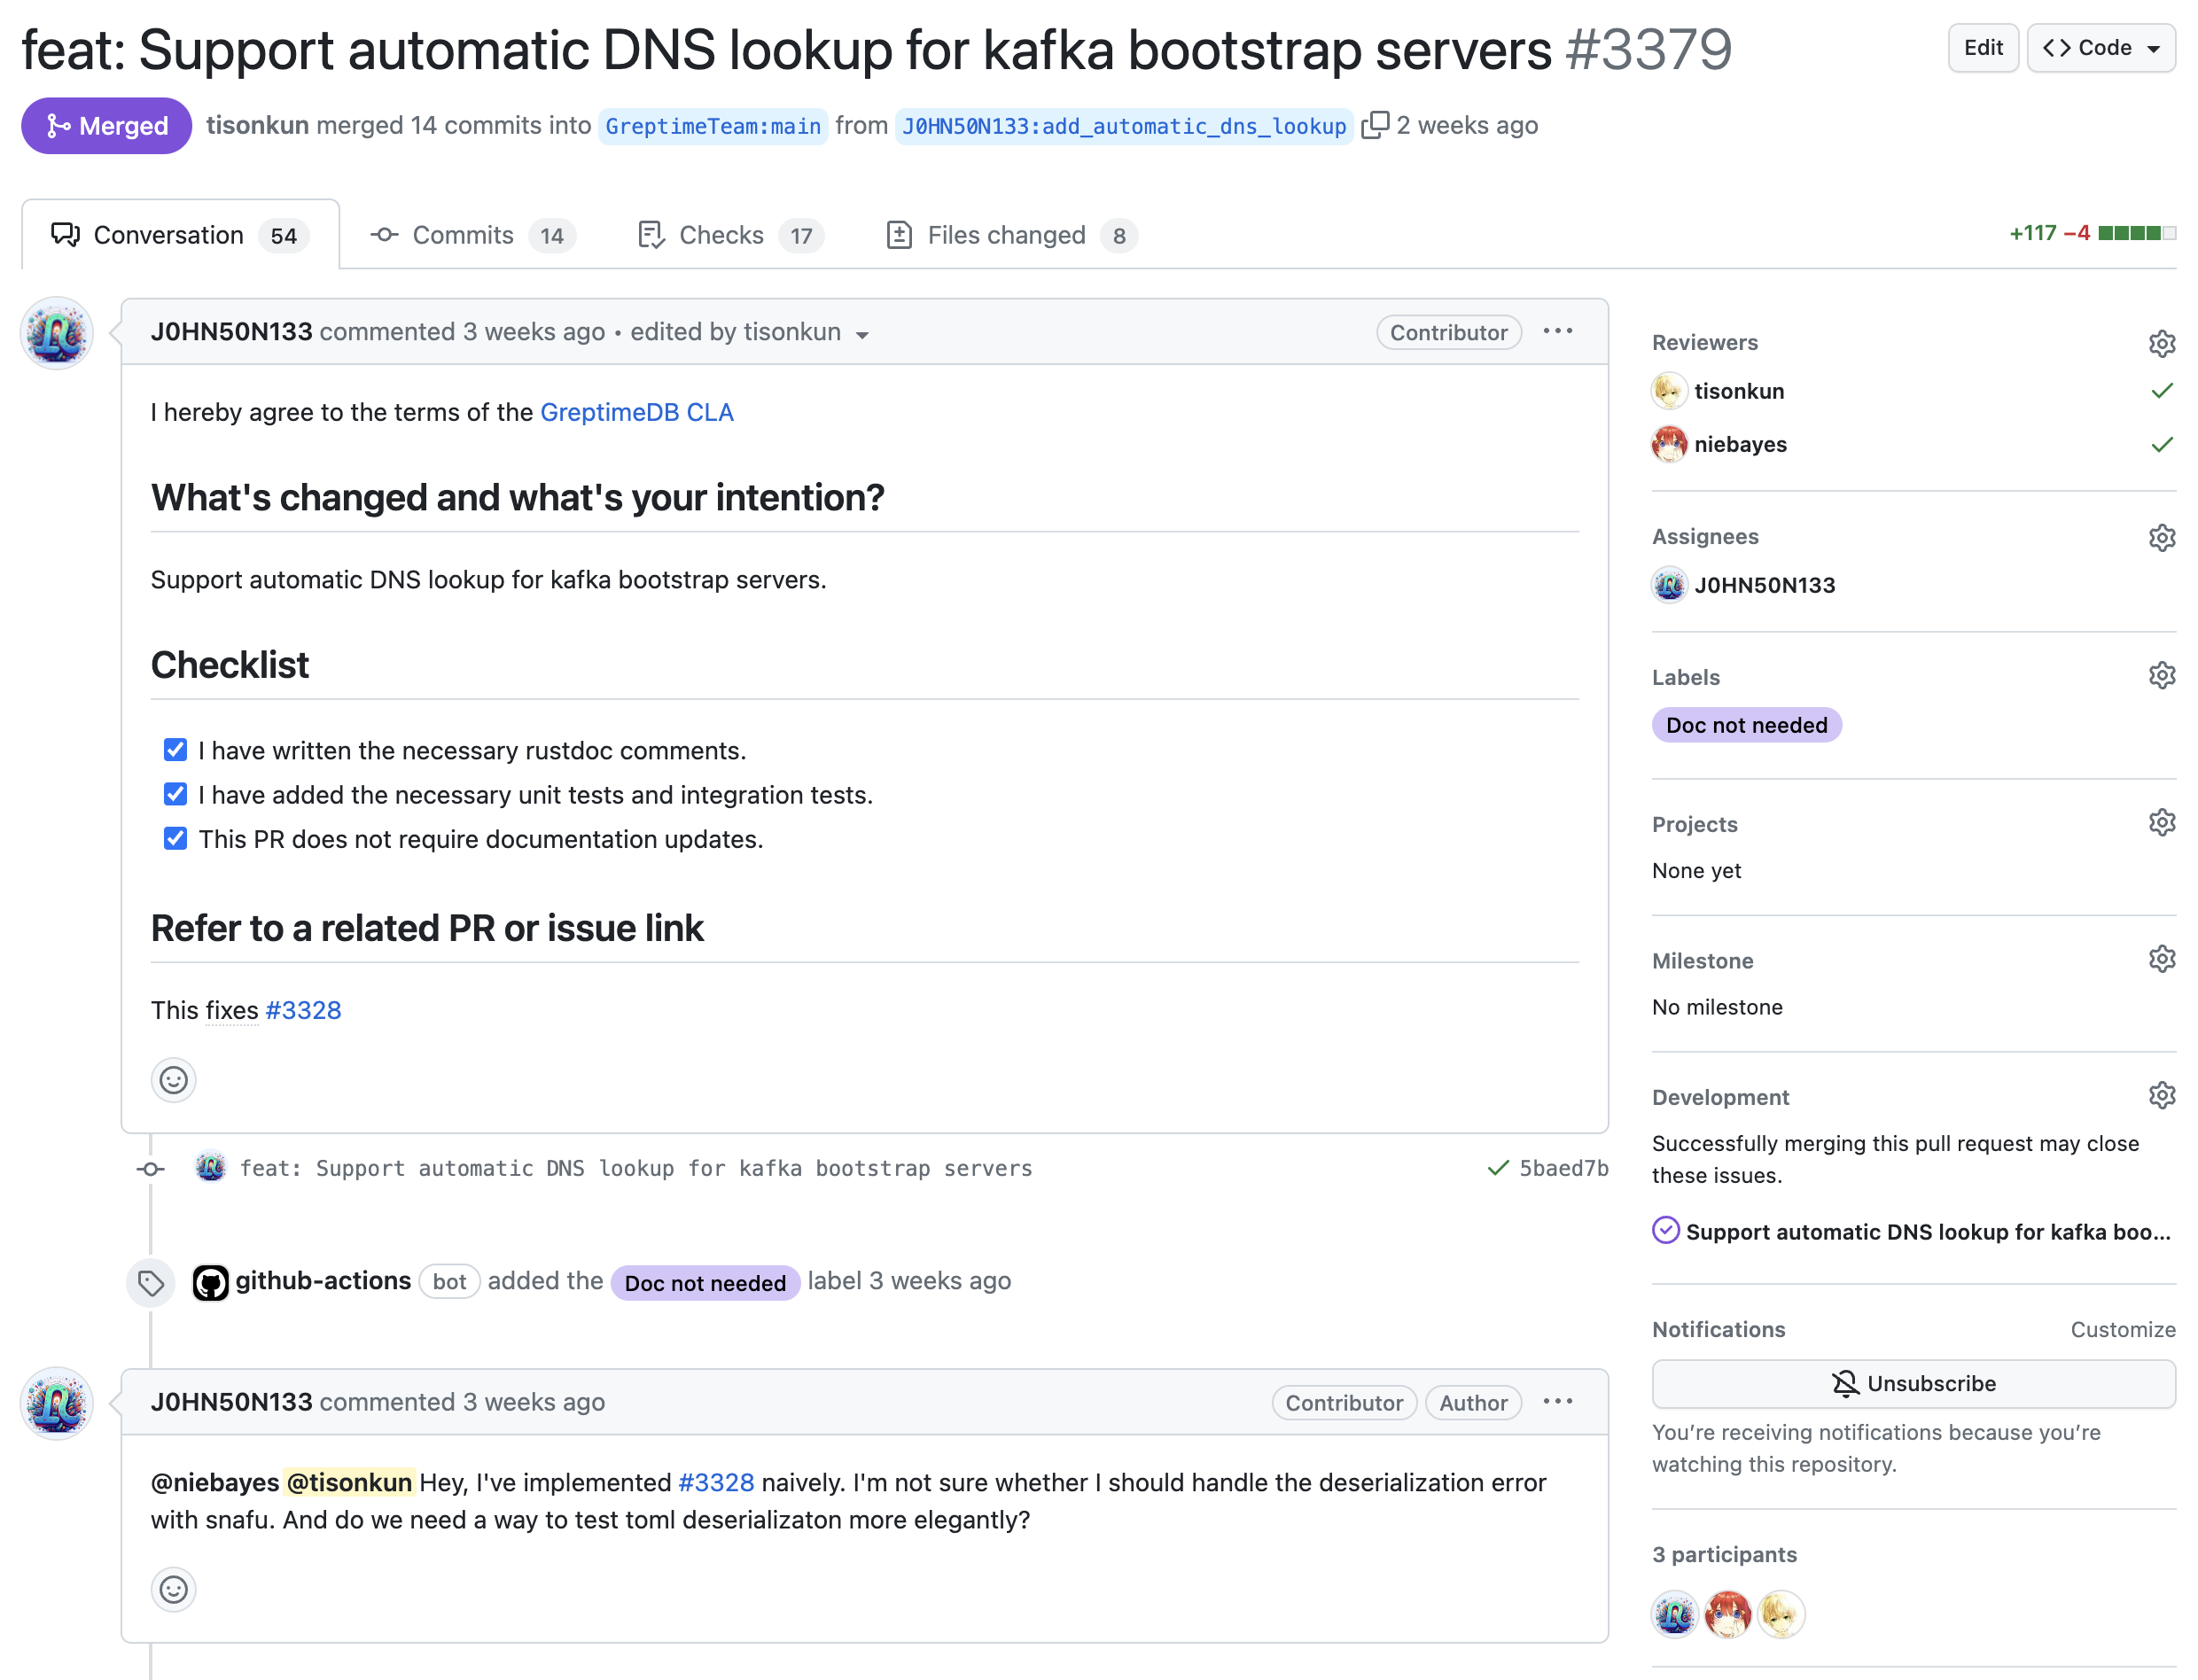 feat: Support automatic DNS lookup for kafka bootstrap servers #3379
Edit
Code
Merged
tisonkun merged 14 commits into GreptimeTeam:main from J0HN50N133:add_automatic_dns_lookup 2 weeks ago
Conversation 54
Commits 14
Checks 17
Files changed 8
+117 −4
J0HN50N133 commented 3 weeks ago • edited by tisonkun
Contributor
I hereby agree to the terms of the GreptimeDB CLA
What's changed and what's your intention?
Support automatic DNS lookup for kafka bootstrap servers.
Checklist
I have written the necessary rustdoc comments.
I have added the necessary unit tests and integration tests.
This PR does not require documentation updates.
Refer to a related PR or issue link
This fixes #3328
feat: Support automatic DNS lookup for kafka bootstrap servers
5baed7b
github-actions bot added the Doc not needed label 3 weeks ago
J0HN50N133 commented 3 weeks ago
Contributor
Author
@niebayes @tisonkun Hey, I've implemented #3328 naively. I'm not sure whether I should handle the deserialization error
with snafu. And do we need a way to test toml deserializaton more elegantly?
Reviewers
tisonkun
niebayes
Assignees
J0HN50N133
Labels
Doc not needed
Projects
None yet
Milestone
No milestone
Development
Successfully merging this pull request may close
these issues.
Support automatic DNS lookup for kafka boo...
Notifications
Customize
Unsubscribe
You’re receiving notifications because you’re
watching this repository.
3 participants